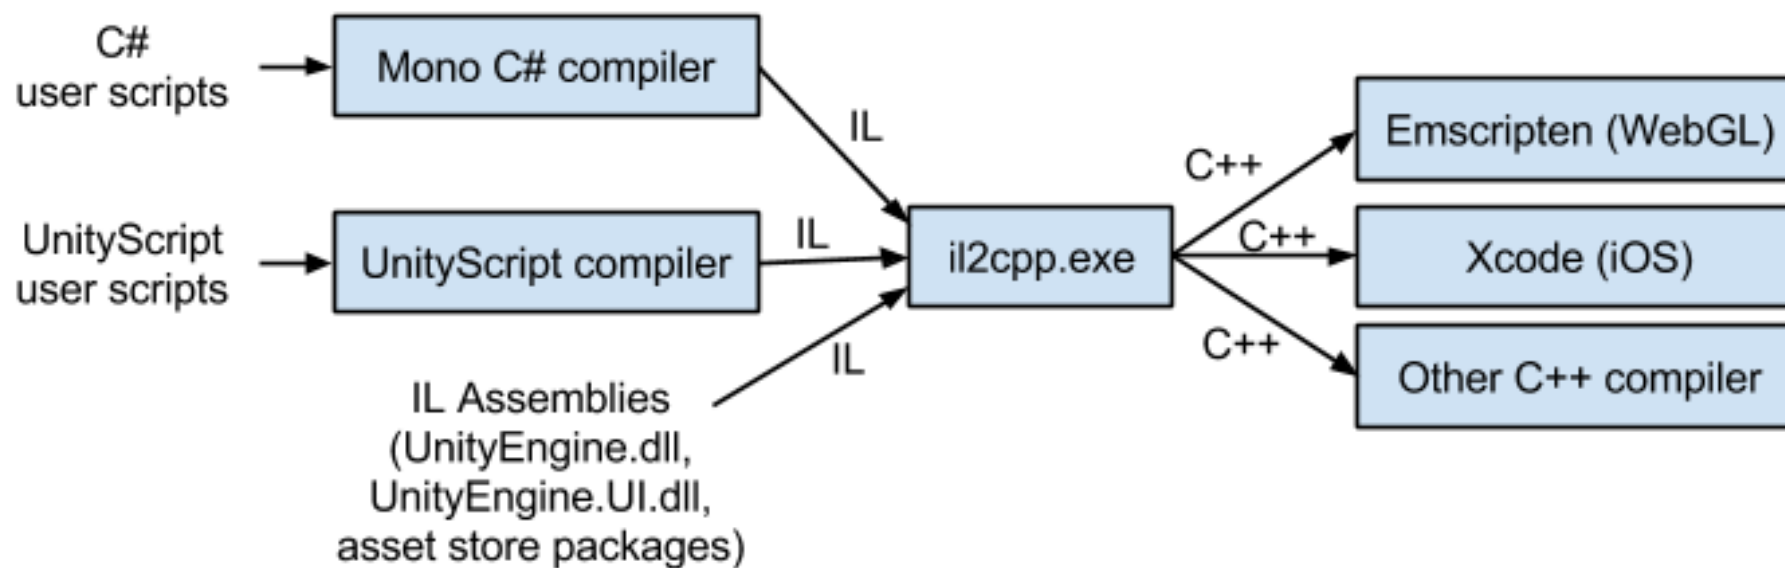 C#
user scripts
Mono C# compiler
IL
UnityScript
user scripts
UnityScript compiler
IL
IL Assemblies
(UnityEngine.dll,
UnityEngine.UI.dll,
asset store packages)
IL
il2cpp.exe
C++
Emscripten (WebGL)
C++
Xcode (iOS)
C++
Other C++ compiler